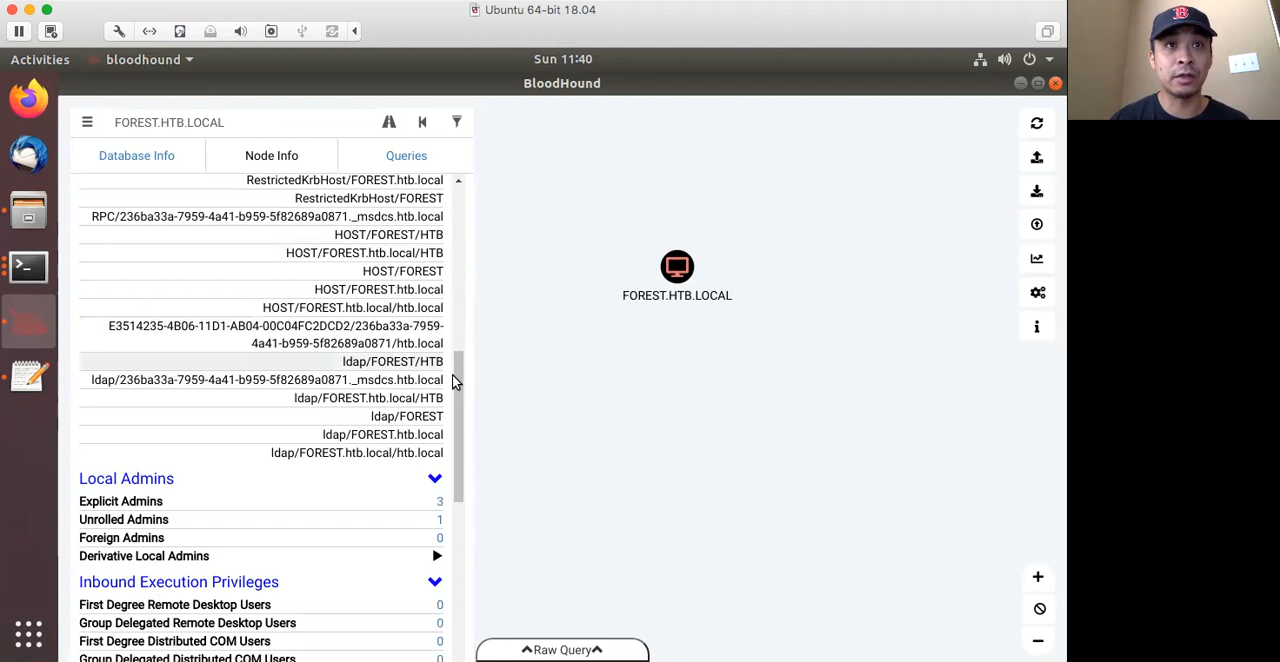 Ubuntu 64-bit 18.04
Activities
bloodhound
Sun 11:40
BloodHound
FOREST.HTB.LOCAL
Database Info
Node Info
Queries
RestrictedKrbHost/FOREST.htb.local
RestrictedKrbHost/FOREST
RPC/236ba33a-7959-4a41-b959-5f82689a0871._msdcs.htb.local
HOST/FOREST/HTB
HOST/FOREST.htb.local/HTB
HOST/FOREST
HOST/FOREST.htb.local
HOST/FOREST.htb.local/htb.local
E3514235-4B06-11D1-AB04-00C04FC2DCD2/236ba33a-7959-
4a41-b959-5f82689a0871/htb.local
ldap/FOREST/HTB
ldap/236ba33a-7959-4a41-b959-5f82689a0871._msdcs.htb.local
ldap/FOREST.htb.local/HTB
ldap/FOREST
ldap/FOREST.htb.local
ldap/FOREST.htb.local/htb.local
Local Admins
Explicit Admins 3
Unrolled Admins 1
Foreign Admins 0
Derivative Local Admins
Inbound Execution Privileges
First Degree Remote Desktop Users 0
Group Delegated Remote Desktop Users 0
First Degree Distributed COM Users 0
Group Delegated Distributed COM Users 0
FOREST.HTB.LOCAL
Raw Query
B